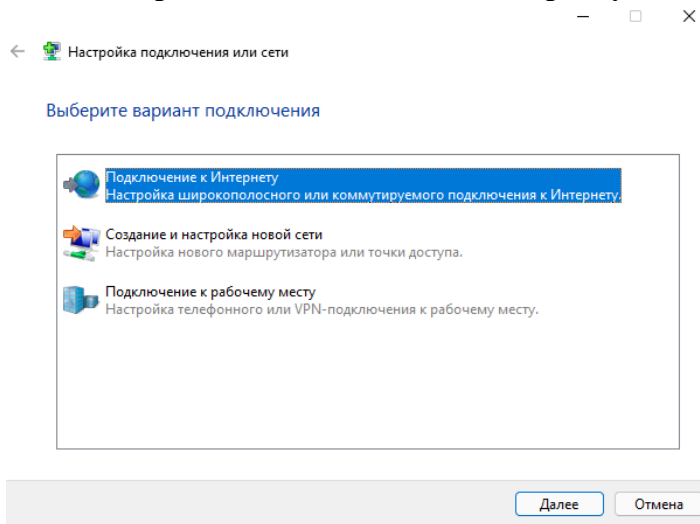 Настройка подключения или сети
Выберите вариант подключения
Подключение к Интернету
Настройка широкополосного или коммутируемого подключения к Интернету.
Создание и настройка новой сети
Настройка нового маршрутизатора или точки доступа.
Подключение к рабочему месту
Настройка телефонного или VPN-подключения к рабочему месту.
Далее
Отмена